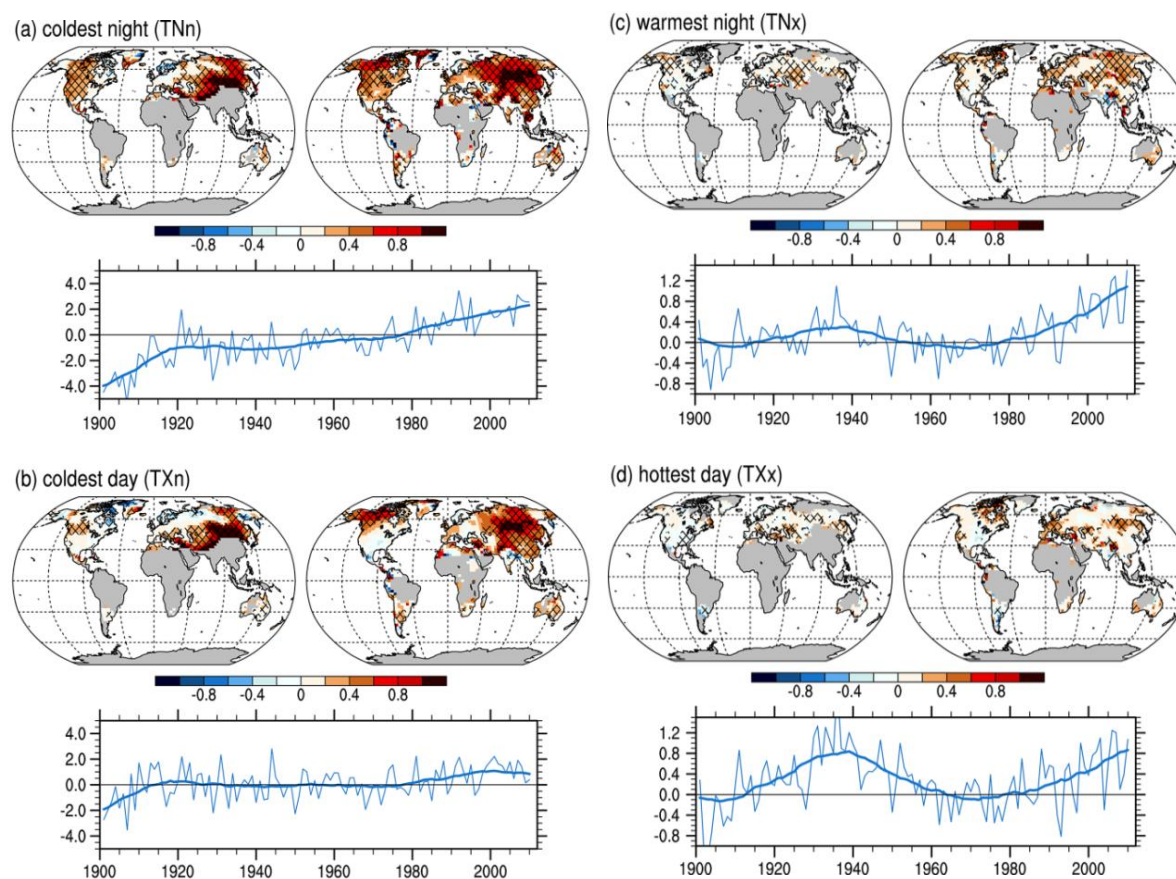 (a) coldest night (TNn)
-0.8 -0.4 0 0.4 0.8
4.0
2.0
0.0
-2.0
-4.0
1900 1920 1940 1960 1980 2000
(b) coldest day (TXn)
-0.8 -0.4 0 0.4 0.8
4.0
2.0
0.0
-2.0
-4.0
1900 1920 1940 1960 1980 2000
(c) warmest night (TNx)
-0.8 -0.4 0 0.4 0.8
1.2
0.8
0.4
0.0
-0.4
-0.8
1900 1920 1940 1960 1980 2000
(d) hottest day (TXx)
-0.8 -0.4 0 0.4 0.8
1.2
0.8
0.4
0.0
-0.4
-0.8
1900 1920 1940 1960 1980 2000